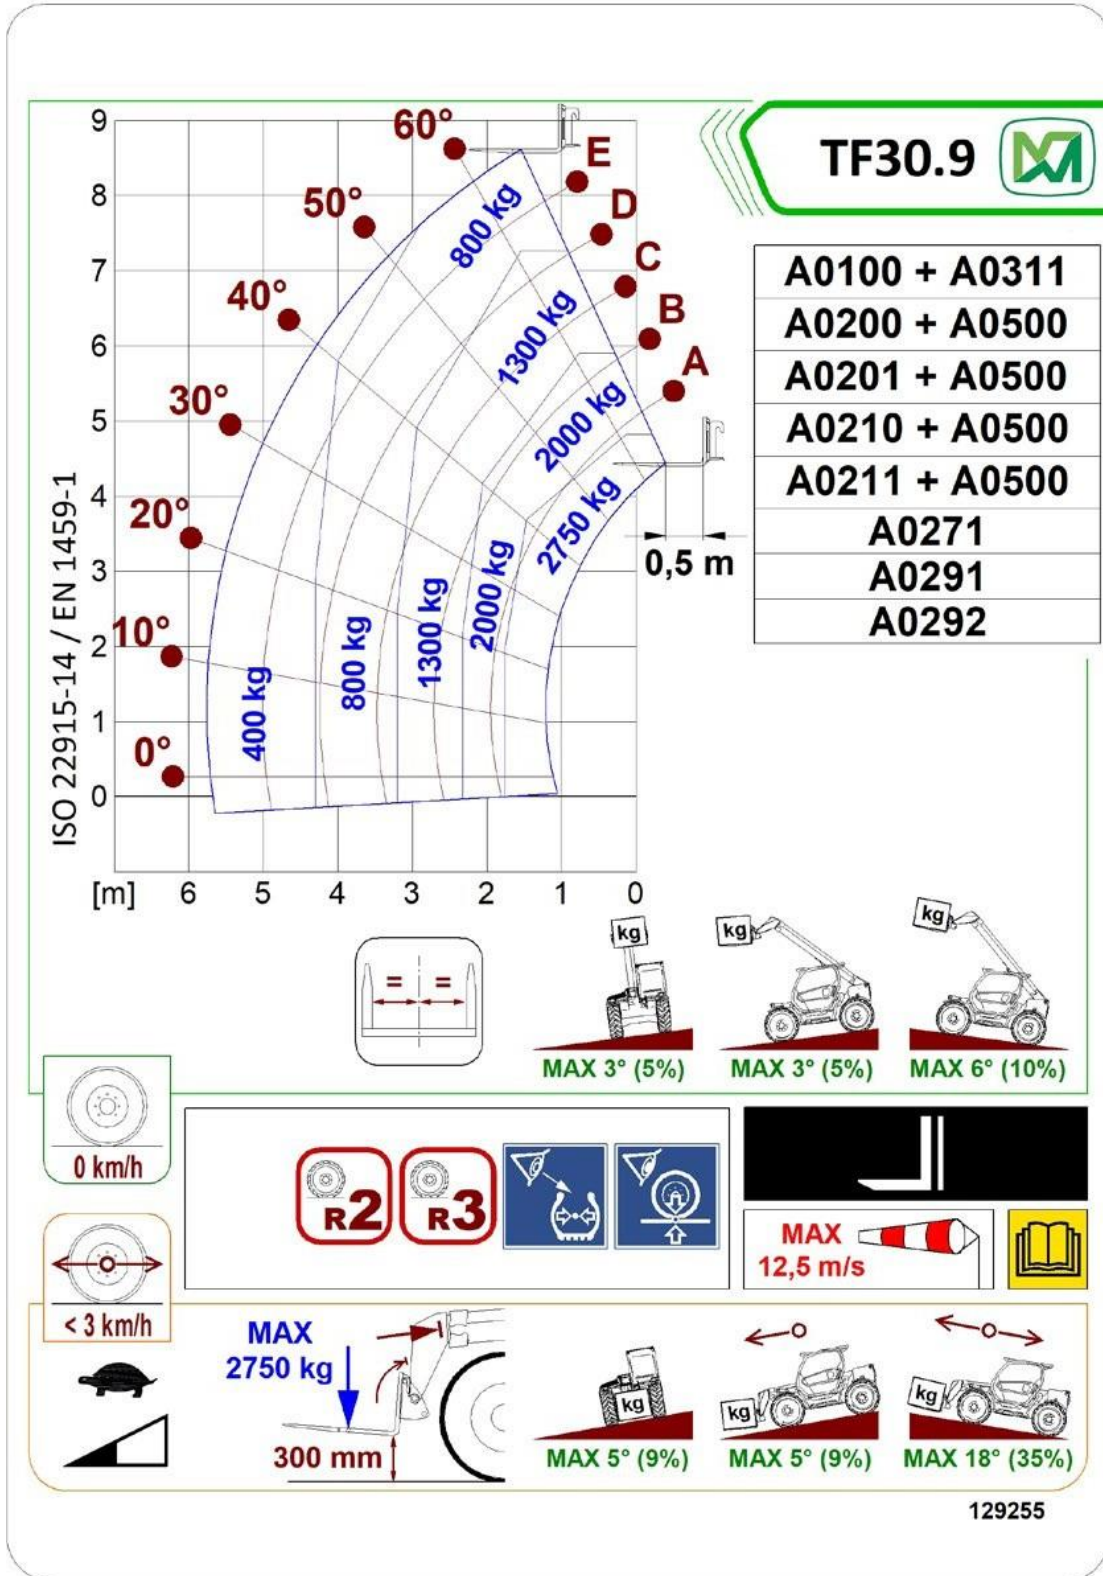 TF30.9
A0100 + A0311
A0200 + A0500
A0201 + A0500
A0210 + A0500
A0211 + A0500
A0271
A0291
A0292
ISO 22915-14 / EN 1459-1
9
8
7
6
5
4
3
2
1
0
[m] 6 5 4 3 2 1 0
60°
50°
40°
30°
20°
10°
0°
E
D
C
B
A
800 kg
1300 kg
2000 kg
2750 kg
400 kg
800 kg
1300 kg
2000 kg
0,5 m
= =
kg
kg
kg
MAX 3° (5%)
MAX 3° (5%)
MAX 6° (10%)
0 km/h
R2
R3
MAX
12,5 m/s
< 3 km/h
MAX
2750 kg
300 mm
kg
kg
kg
MAX 5° (9%)
MAX 5° (9%)
MAX 18° (35%)
129255